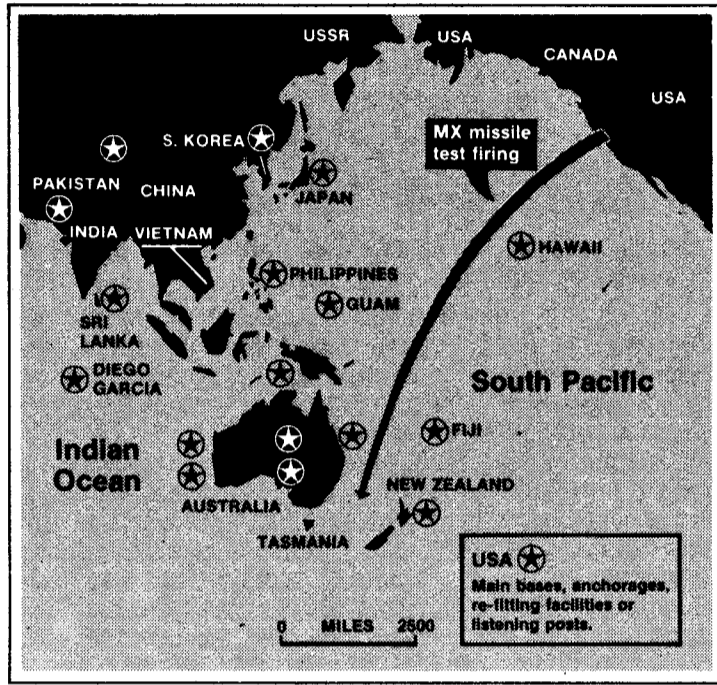 USSR
USA
CANADA
USA
MX missile
test firing
S. KOREA
PAKISTAN
CHINA
JAPAN
INDIA
VIETNAM
HAWAII
PHILIPPINES
GUAM
SRI
LANKA
DIEGO
GARCIA
South Pacific
Indian
Ocean
FIJI
AUSTRALIA
NEW ZEALAND
TASMANIA
USA
Main bases, anchorages,
re-fitting facilities or
listening posts.
0 MILES 2500